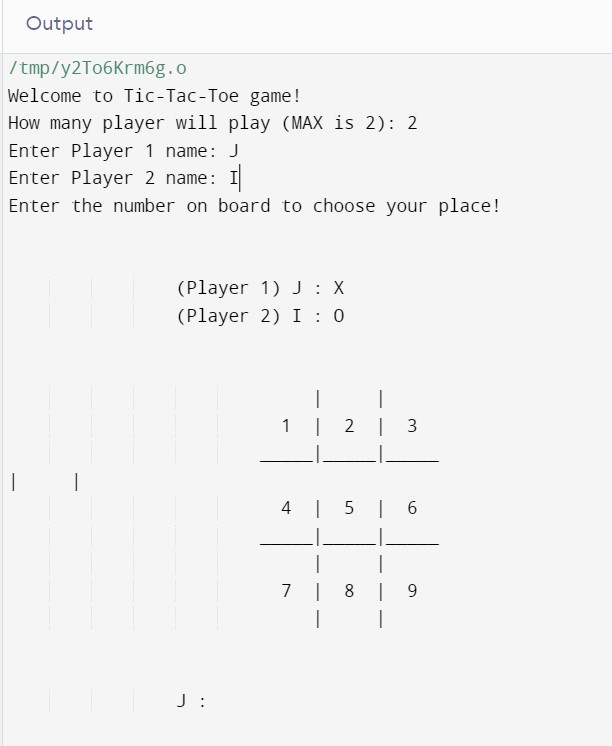 Output
/tmp/y2To6Krm6g.o
Welcome to Tic-Tac-Toe game!
How many player will play (MAX is 2): 2
Enter Player 1 name: J
Enter Player 2 name: I
Enter the number on board to choose your place!
(Player 1) J : X
(Player 2) I : O
|     |
1  |  2  |  3
_____|_____|_____
|     |
4  |  5  |  6
_____|_____|_____
|     |
7  |  8  |  9
|     |
J :